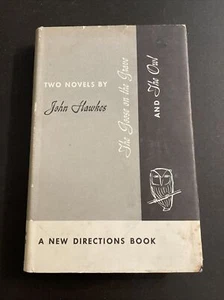 TWO NOVELS BY
John Hawkes
The Goose on the Grave
AND The Owl
A NEW DIRECTIONS BOOK